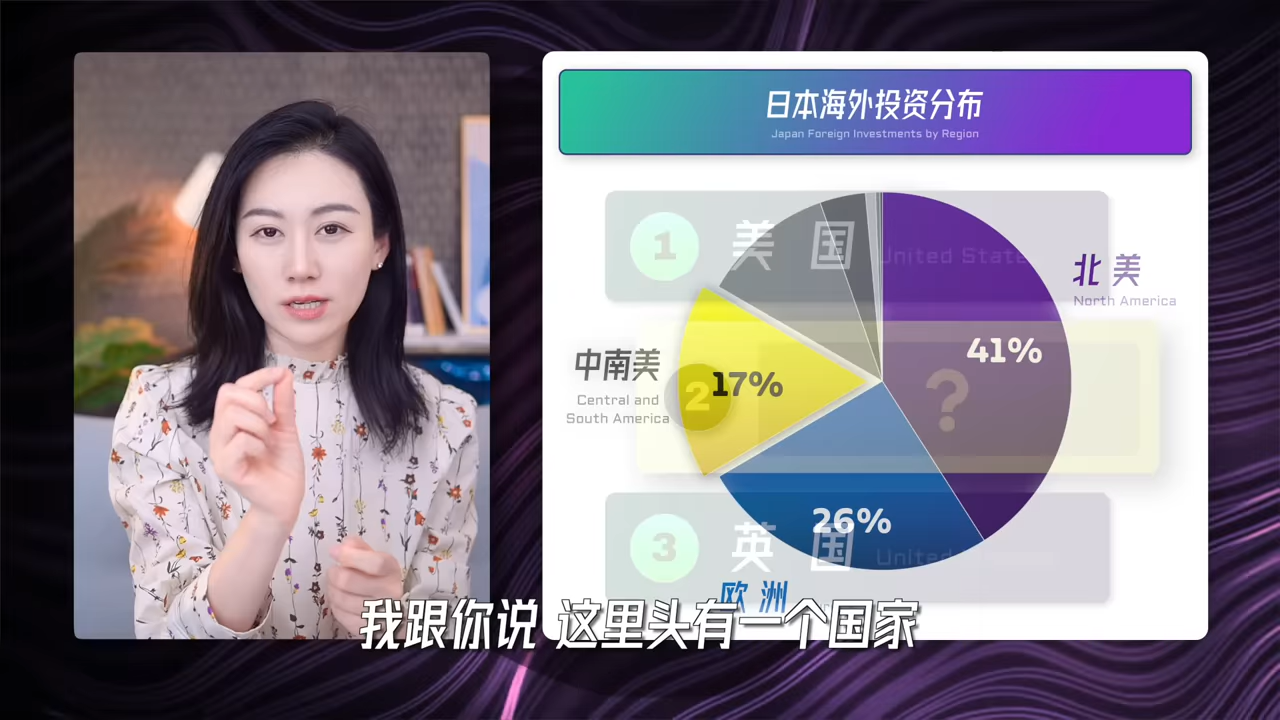 日本海外投资分布
Japan Foreign Investments by Region
1
美 国
United State
北 美
North America
41%
中南美
Central and
South America
17%
2
?
26%
3
英 国
United
欧 洲
我跟你说 这里头有一个国家